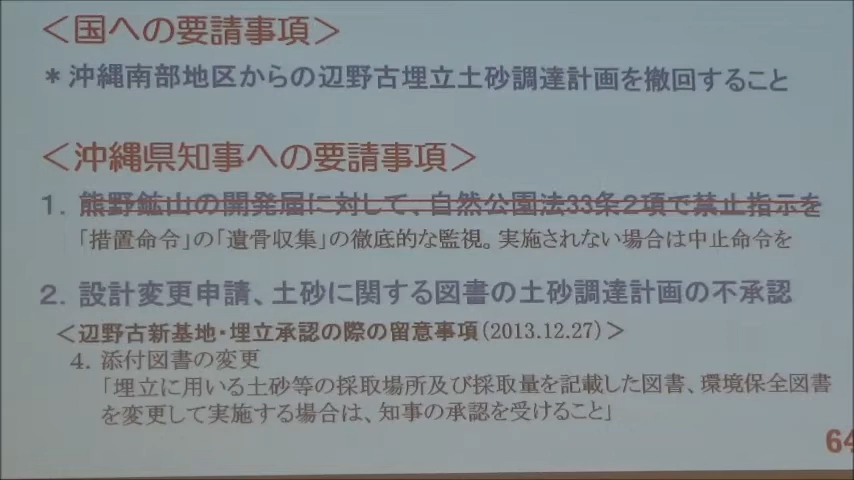 ＜国への要請事項＞
＊沖縄南部地区からの辺野古埋立土砂調達計画を撤回すること
＜沖縄県知事への要請事項＞
1. 熊野鉱山の開発届に対して、自然公園法33条2項で禁止指示を
「措置命令」の「遺骨収集」の徹底的な監視。実施されない場合は中止命令を
2. 設計変更申請、土砂に関する図書の土砂調達計画の不承認
＜辺野古新基地・埋立承認の際の留意事項(2013.12.27)＞
4. 添付図書の変更
「埋立に用いる土砂等の採取場所及び採取量を記載した図書、環境保全図書
を変更して実施する場合は、知事の承認を受けること」
64